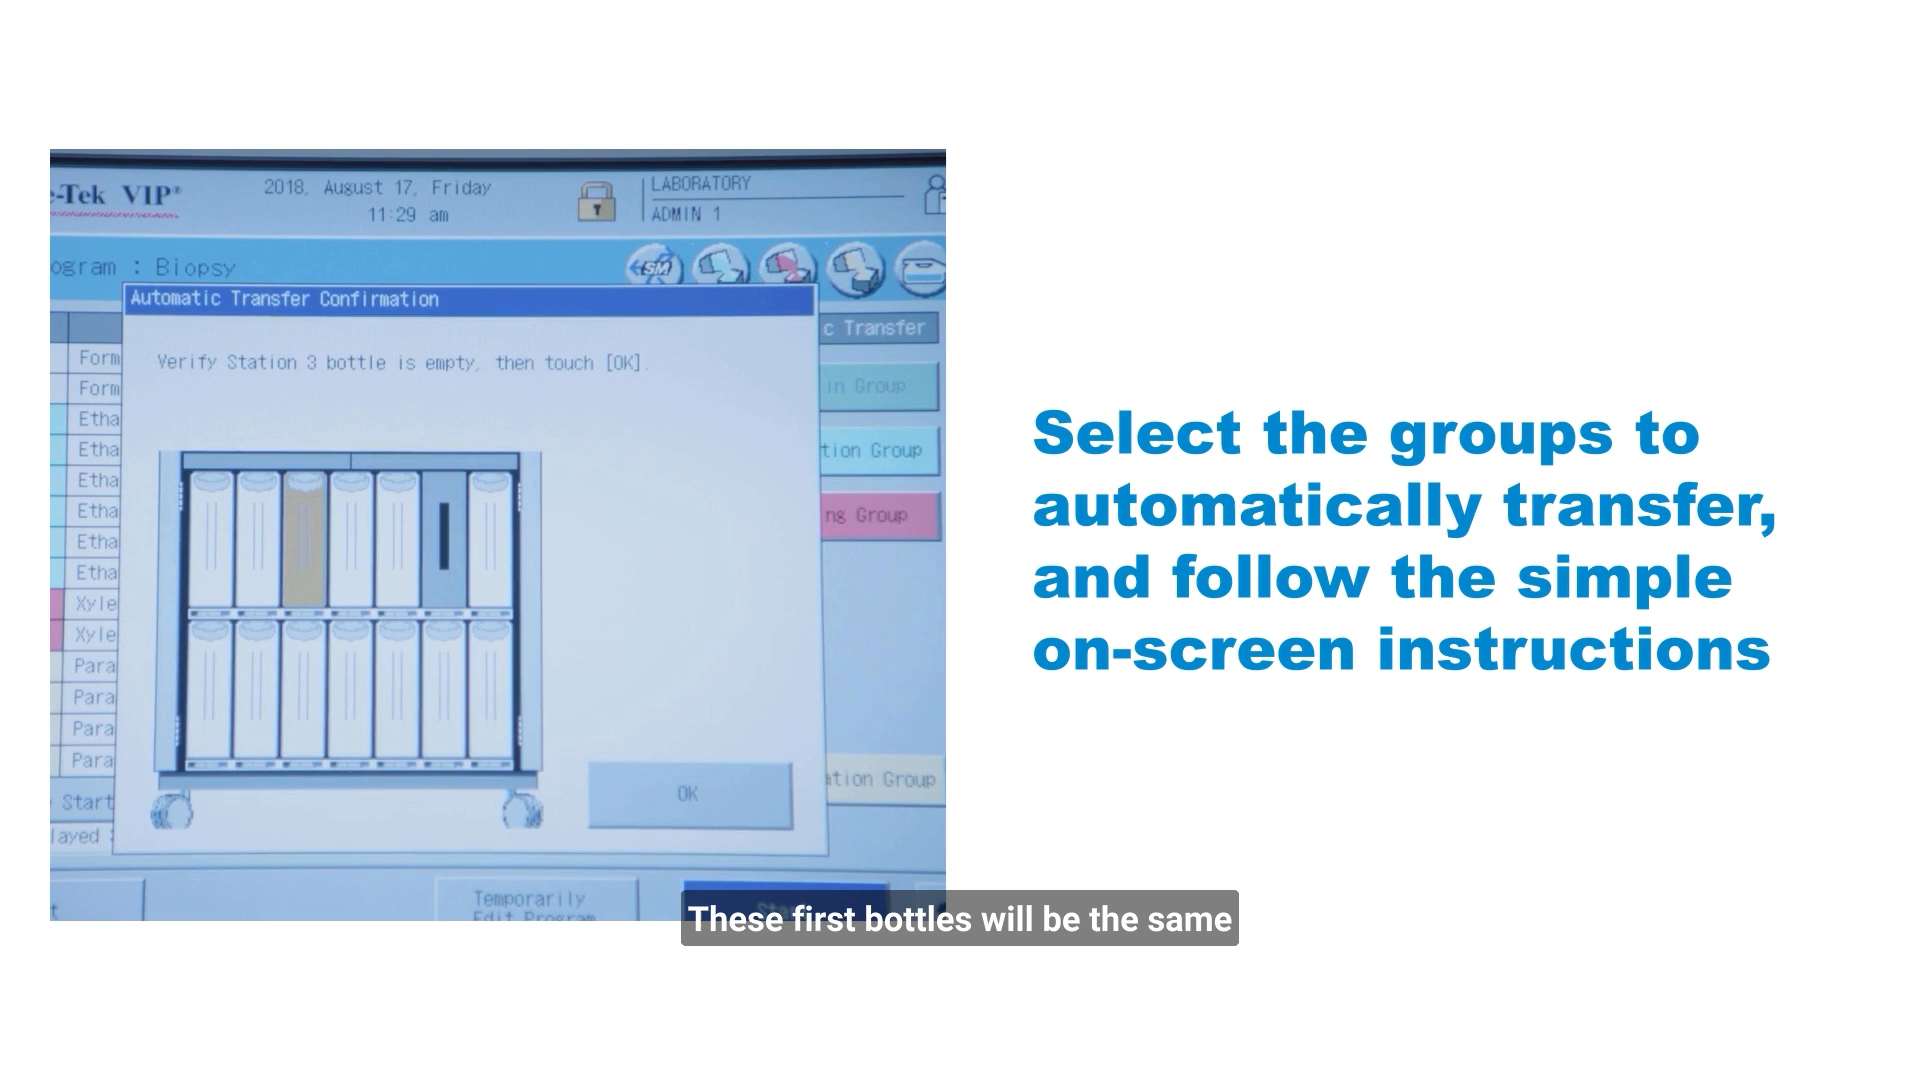 e-Tek VIP®
2018, August 17, Friday
11:29 am
LABORATORY
ADMIN 1
ogram : Biopsy
SM
Automatic Transfer Confirmation
Verify Station 3 bottle is empty, then touch [OK].
c Transfer
in Group
tion Group
ng Group
ation Group
Form
Form
Etha
Etha
Etha
Etha
Etha
Etha
Xyle
Xyle
Para
Para
Para
Para
Start
layed
OK
Temporarily
Edit Program
Select the groups to
automatically transfer,
and follow the simple
on-screen instructions
These first bottles will be the same